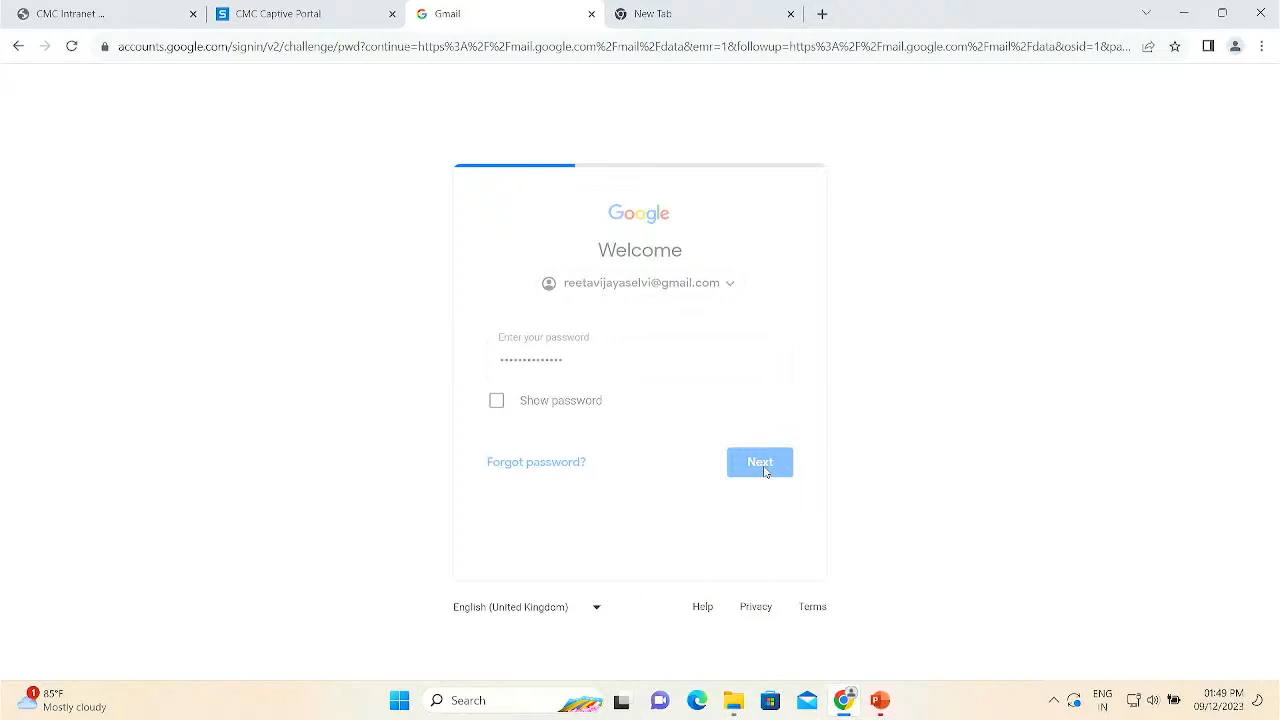 CMC Intranet ...
CMC Captive Portal
Gmail
New Tab
accounts.google.com/signin/v2/challenge/pwd?continue=https%3A%2F%2Fmail.google.com%2Fmail%2Fdata&emr=1&followup=https%3A%2F%2Fmail.google.com%2Fmail%2Fdata&osid=1&pa...
Google
Welcome
reetavijayaselvi@gmail.com
Enter your password
••••••••••••••
Show password
Forgot password?
Next
English (United Kingdom)
Help
Privacy
Terms
1
85°F
Mostly cloudy
Search
ENG
IN
01:49 PM
09/12/2022